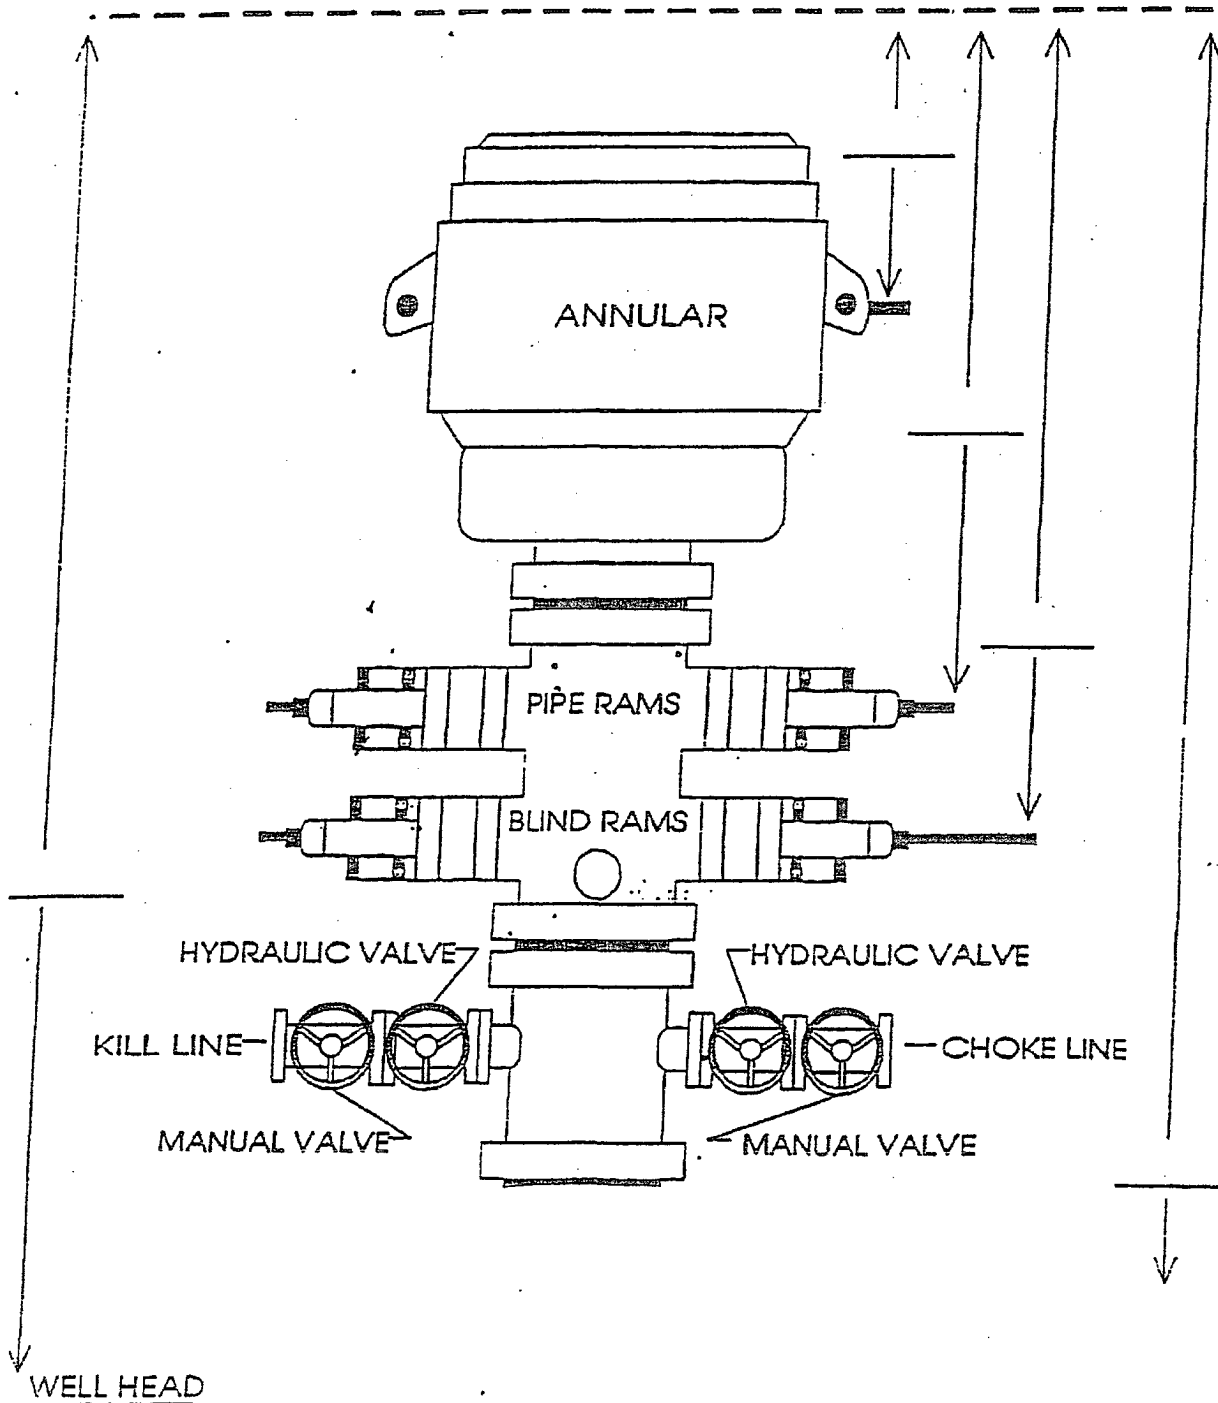 ANNULAR
PIPE RAMS
BLIND RAMS
HYDRAULIC VALVE
HYDRAULIC VALVE
KILL LINE
CHOKE LINE
MANUAL VALVE
MANUAL VALVE
WELL HEAD